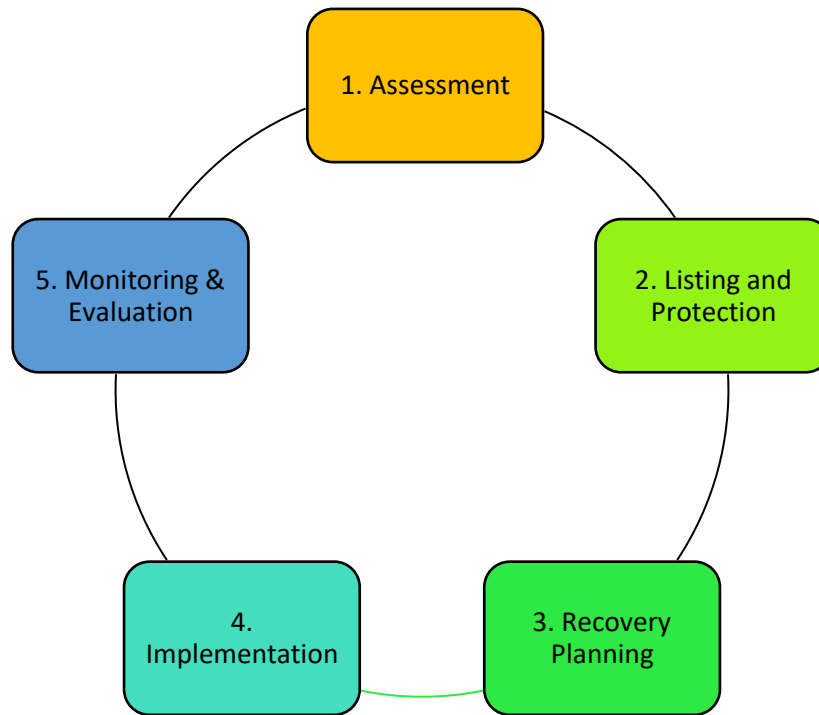 1. Assessment
2. Listing and
Protection
3. Recovery
Planning
4.
Implementation
5. Monitoring &
Evaluation